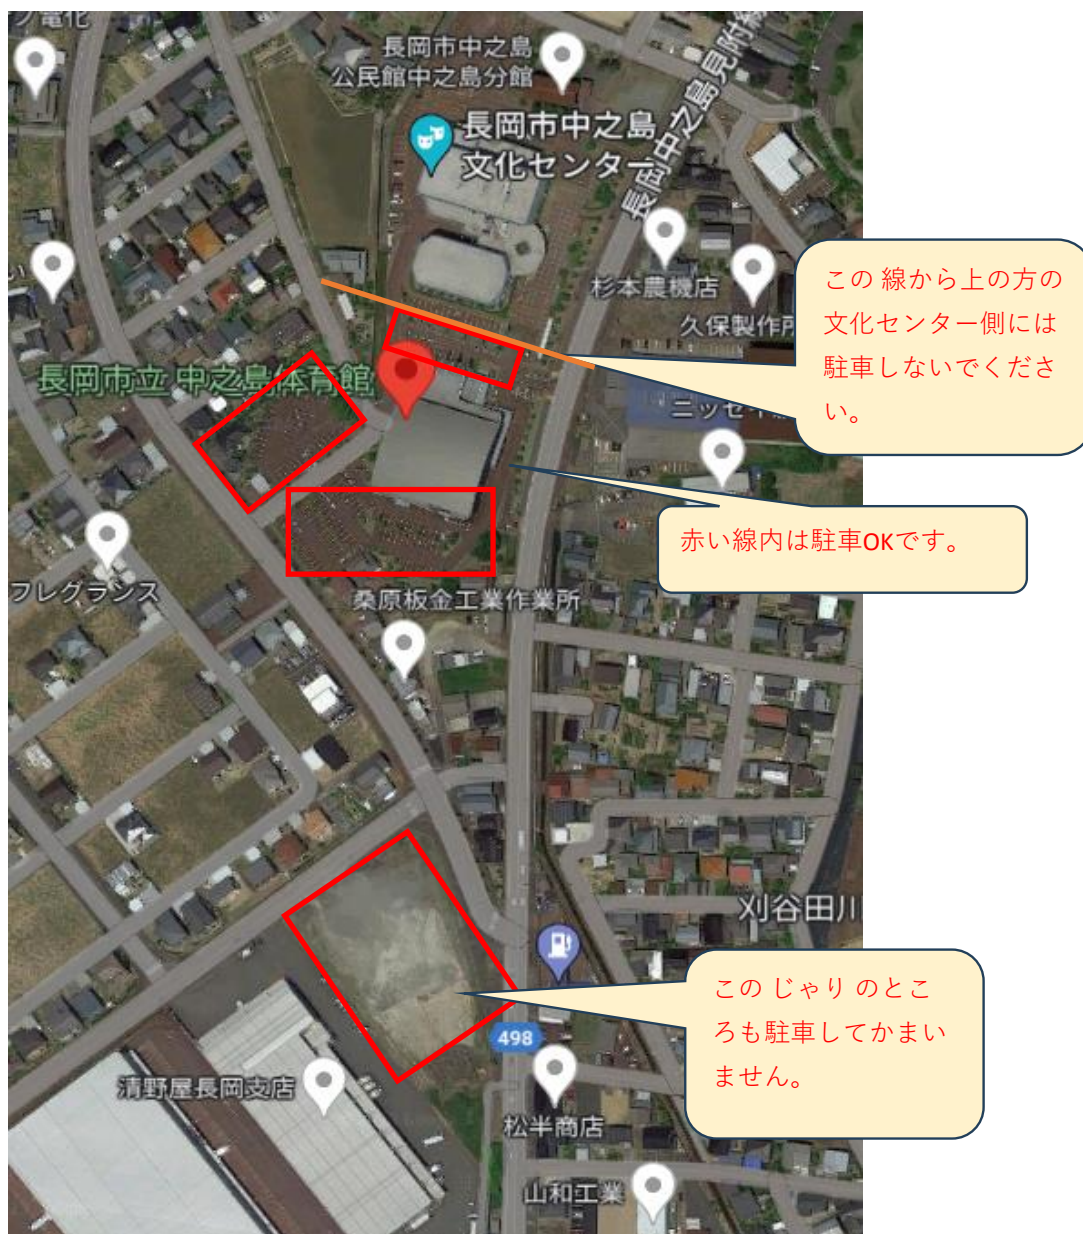 ノ電化
長岡市中之島
公民館中之島分館
長岡市中之島
文化センター
長岡中之島見附線
杉本農機店
久保製作所
この 線から上の方の
文化センター側には
駐車しないでくださ
い。
長岡市立 中之島体育館
ニッセイ
赤い線内は駐車OKです。
フレグランス
桑原板金工業作業所
刈谷田川
この じゃり のとこ
ろも駐車してかまい
ません。
498
清野屋長岡支店
松半商店
山和工業